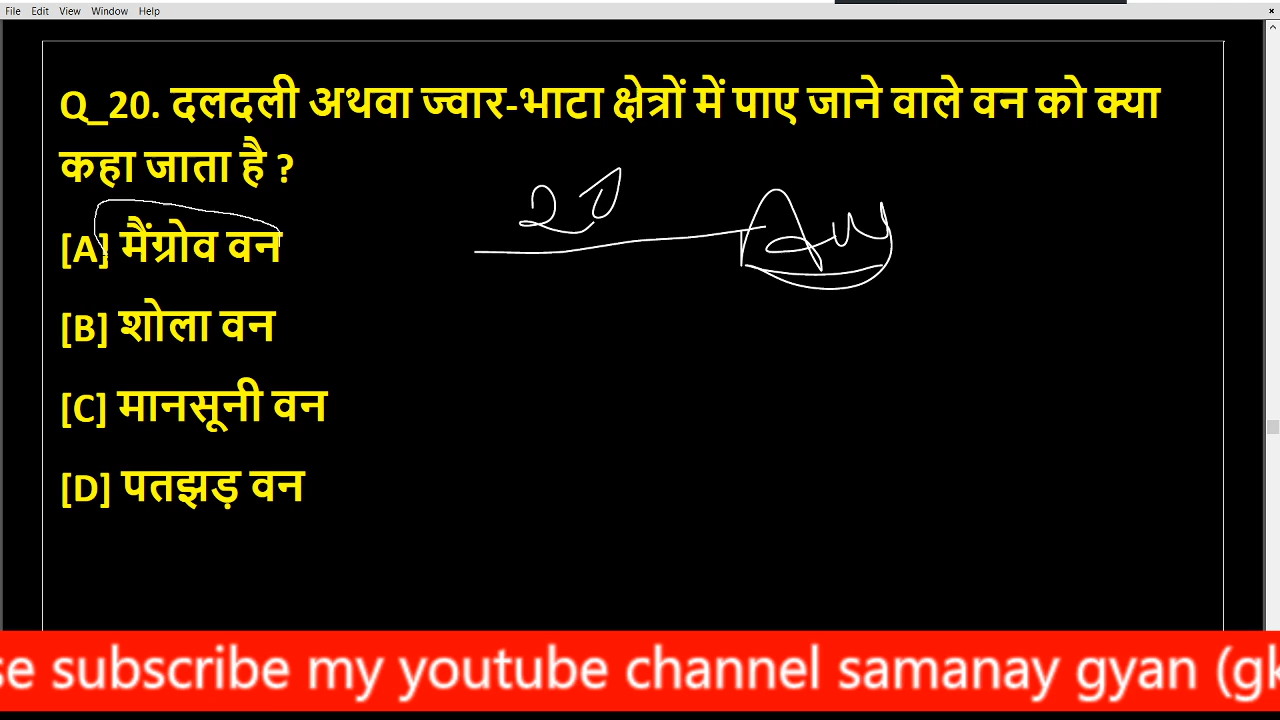 File Edit View Window Help
Q_20. दलदली अथवा ज्वार-भाटा क्षेत्रों में पाए जाने वाले वन को क्या
कहा जाता है ?
20
[A] मैंग्रोव वन
[B] शोला वन
[C] मानसूनी वन
[D] पतझड़ वन
se subscribe my youtube channel samanay gyan (gk